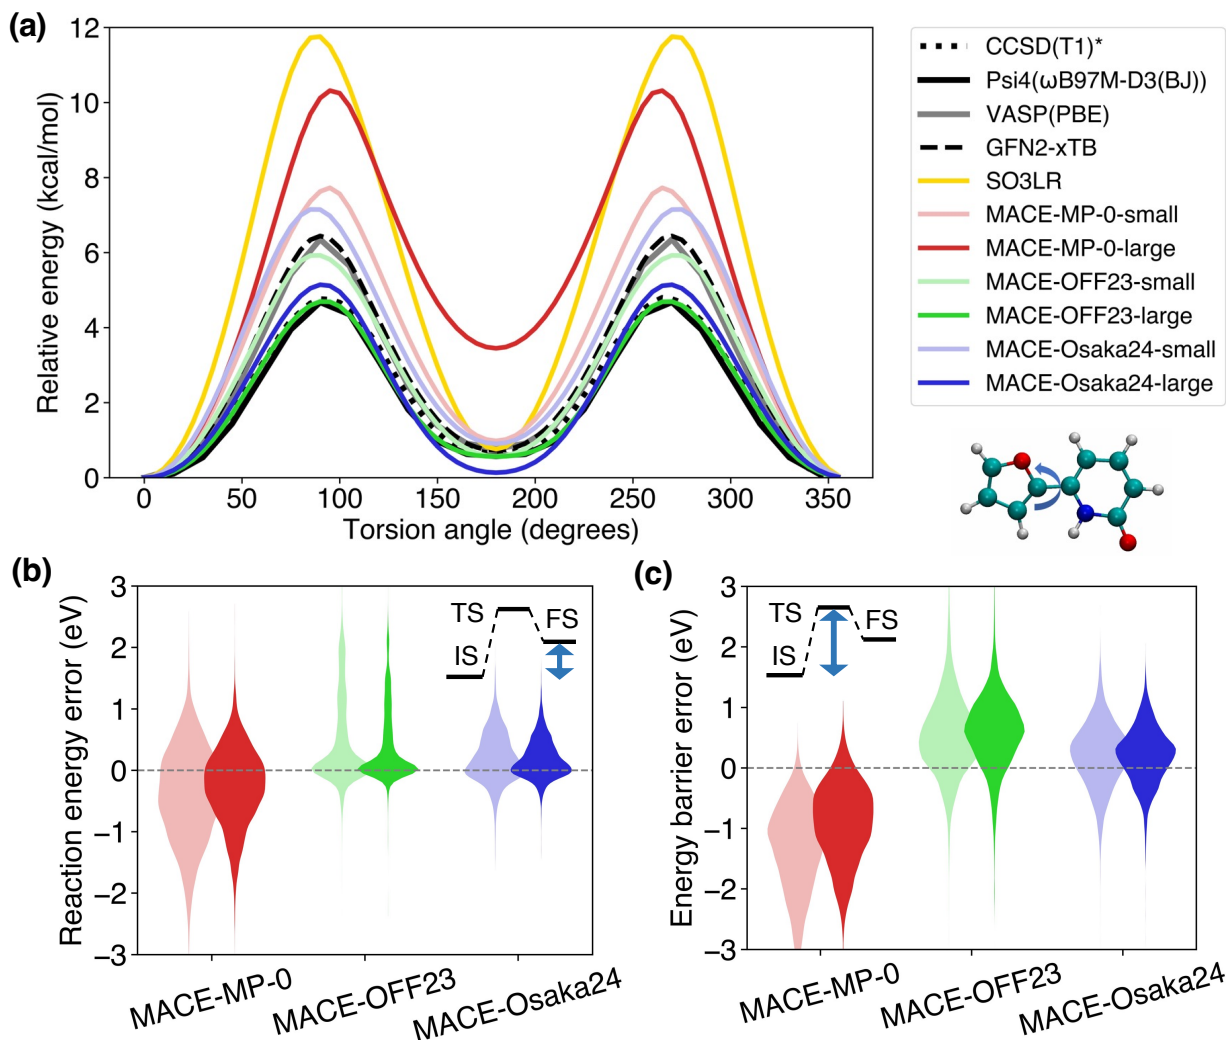 (a)
12
10
8
6
4
2
0
Relative energy (kcal/mol)
0
50
100
150
200
250
300
350
Torsion angle (degrees)
CCSD(T1)*
Psi4(ωB97M-D3(BJ))
VASP(PBE)
GFN2-xTB
SO3LR
MACE-MP-0-small
MACE-MP-0-large
MACE-OFF23-small
MACE-OFF23-large
MACE-Osaka24-small
MACE-Osaka24-large
(b)
3
2
1
0
−1
−2
−3
Reaction energy error (eV)
TS
FS
IS
MACE-MP-0
MACE-OFF23
MACE-Osaka24
(c)
3
2
1
0
−1
−2
−3
Energy barrier error (eV)
TS
FS
IS
MACE-MP-0
MACE-OFF23
MACE-Osaka24